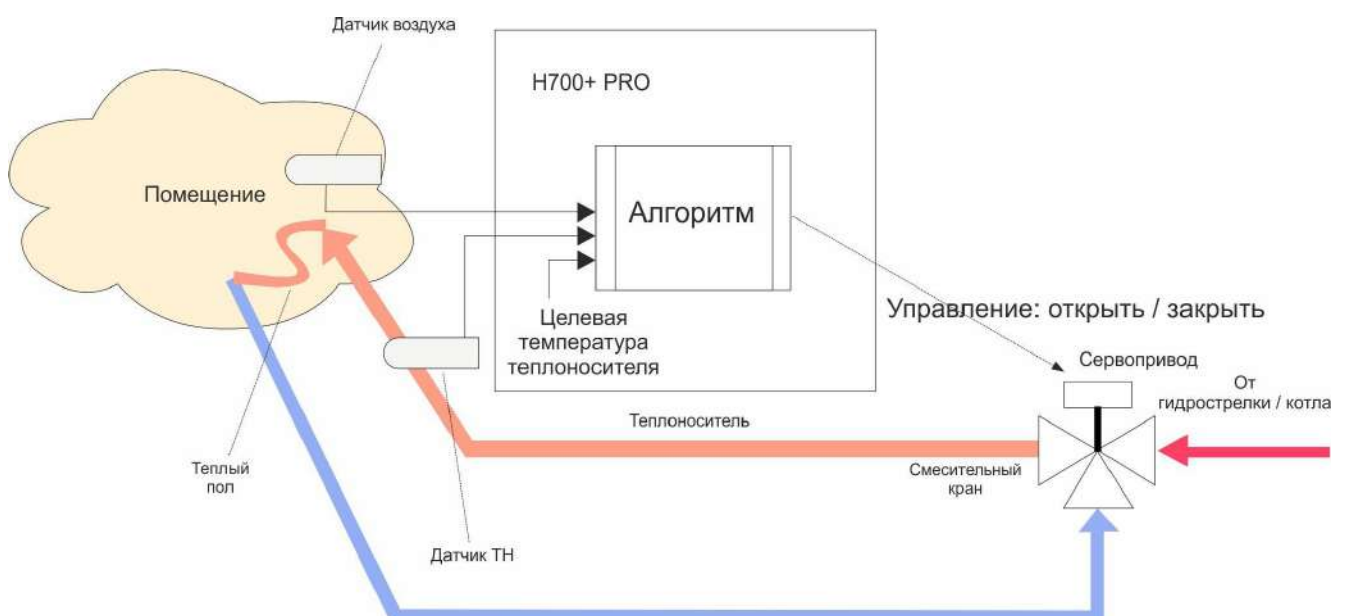 Датчик воздуха
H700+ PRO
Помещение
Алгоритм
Целевая
температура
теплоносителя
Управление: открыть / закрыть
Сервопривод
От
гидрострелки / котла
Теплоноситель
Смесительный
кран
Теплый
пол
Датчик ТН